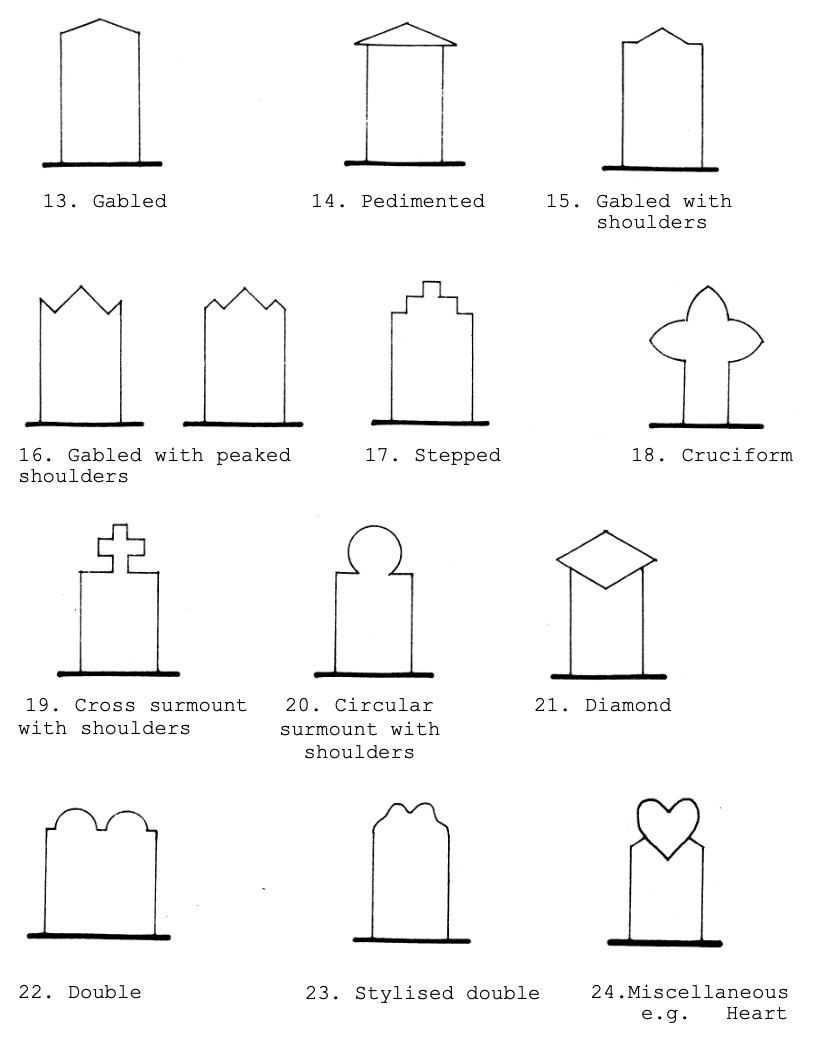 13. Gabled
14. Pedimented
15. Gabled with
shoulders
16. Gabled with peaked
shoulders
17. Stepped
18. Cruciform
19. Cross surmount
with shoulders
20. Circular
surmount with
shoulders
21. Diamond
22. Double
23. Stylised double
24.Miscellaneous
e.g. Heart